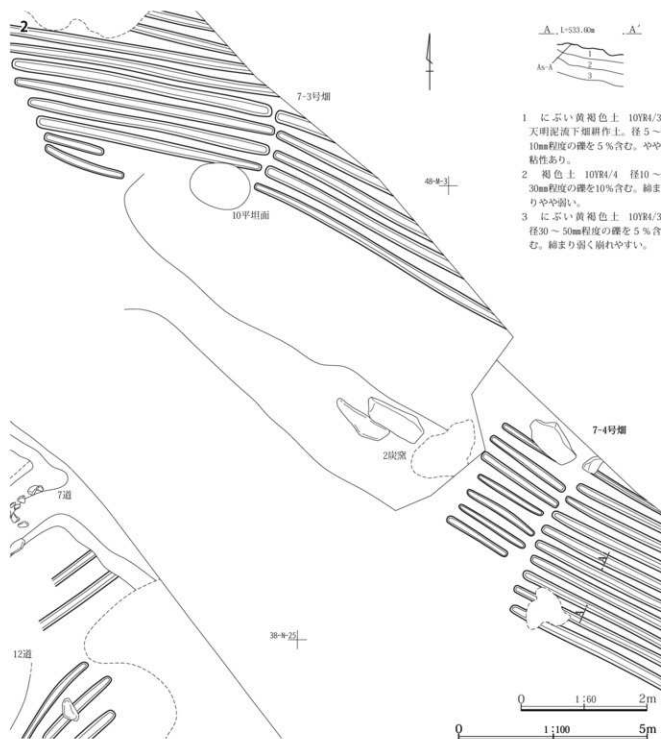 2
7-3号畑
A L=533.60m A'
1
2
3
As-A
1 にぶい黄褐色土 10YR4/3
天明泥流下畑耕作土。径5～
10mm程度の礫を5％含む。やや
粘性あり。
2 褐色土 10YR4/4 径10～
30mm程度の礫を10％含む。締ま
りやや弱い。
3 にぶい黄褐色土 10YR4/3
径30～50mm程度の礫を5％含
む。締まり弱く崩れやすい。
48-M-3
10平坦面
7-4号畑
2炭窯
7道
A'
A
38-N-25
12道
0 1:60 2m
0 1:100 5m